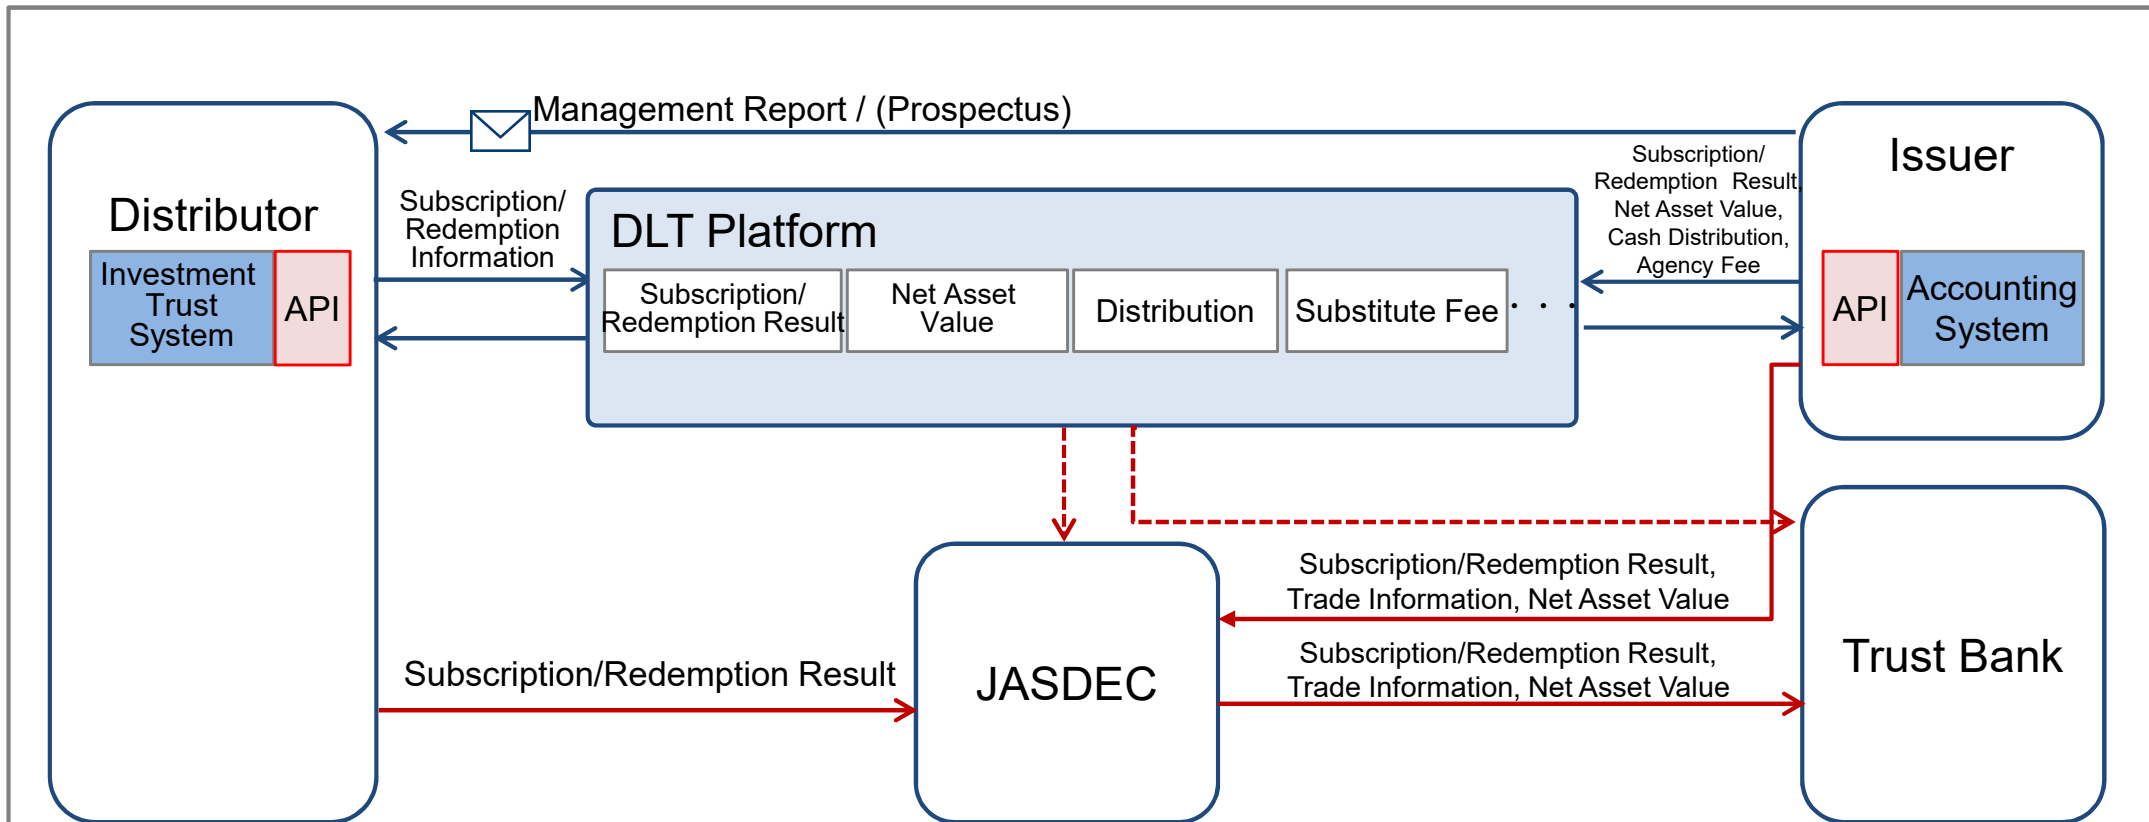 Management Report / (Prospectus)
Distributor
Investment
Trust
System
API
Subscription/
Redemption
Information
DLT Platform
Subscription/
Redemption Result
Net Asset
Value
Distribution
Substitute Fee
. . .
Subscription/
Redemption Result,
Net Asset Value,
Cash Distribution,
Agency Fee
Issuer
API
Accounting
System
Subscription/Redemption Result,
Trade Information, Net Asset Value
Subscription/Redemption Result
JASDEC
Subscription/Redemption Result,
Trade Information, Net Asset Value
Trust Bank